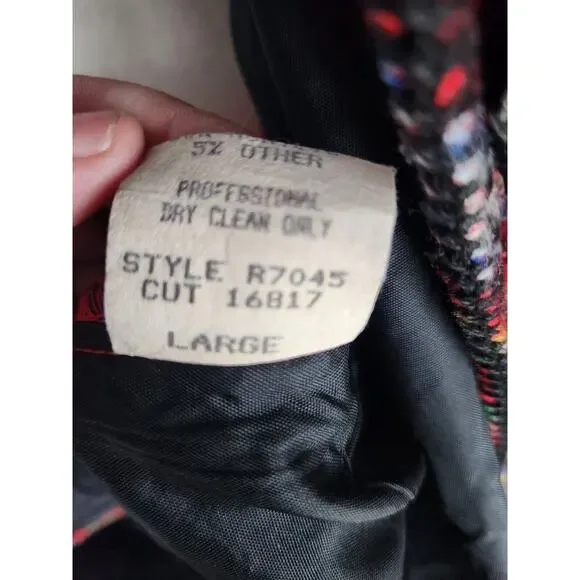 5% OTHER
PROFESSIONAL
DRY CLEAN ONLY
STYLE R7045
CUT 16817
LARGE